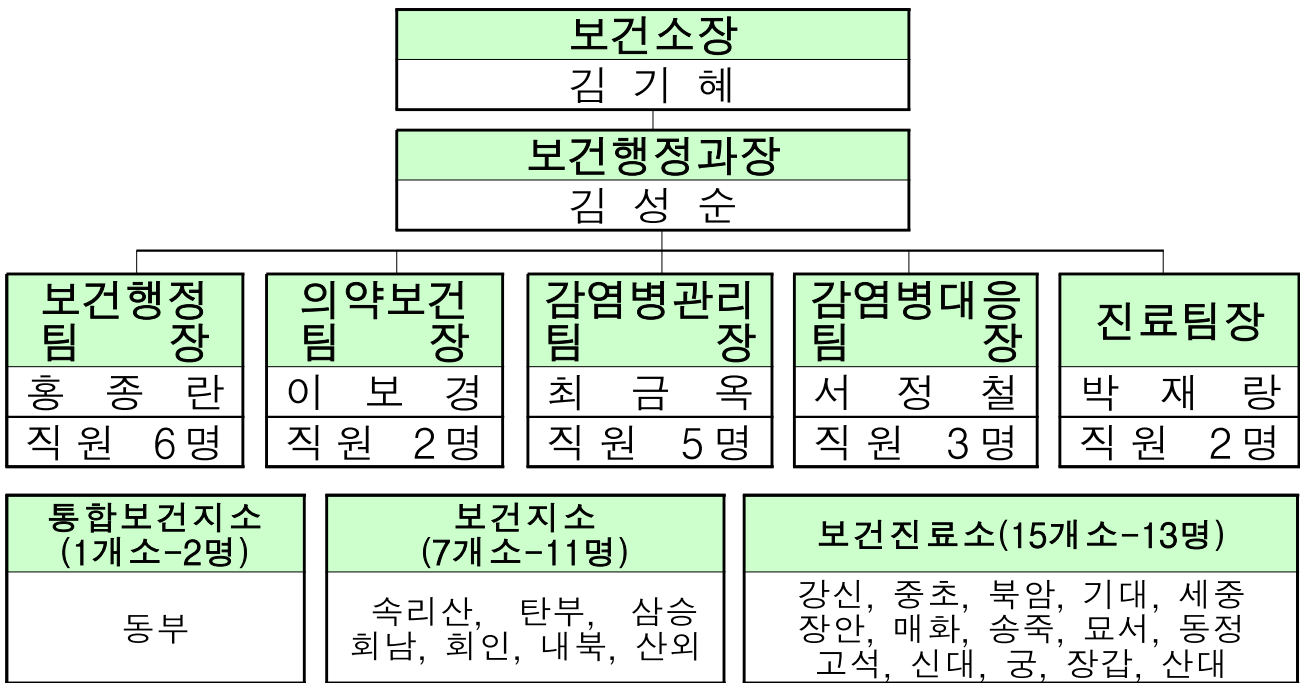 보건소장
김 기 혜
보건행정과장
김 성 순
보건행정
팀 장
홍 종 란
직원 6명
의약보건
팀 장
이 보 경
직원 2명
감염병관리
팀 장
최 금 옥
직원 5명
감염병대응
팀 장
서 정 철
직원 3명
진료팀장
박 재 랑
직원 2명
통합보건지소
(1개소-2명)
동부
보건지소
(7개소-11명)
속리산, 탄부, 삼승
회남, 회인, 내북, 산외
보건진료소(15개소-13명)
강신, 중초, 북암, 기대, 세중
장안, 매화, 송죽, 묘서, 동정
고석, 신대, 궁, 장갑, 산대